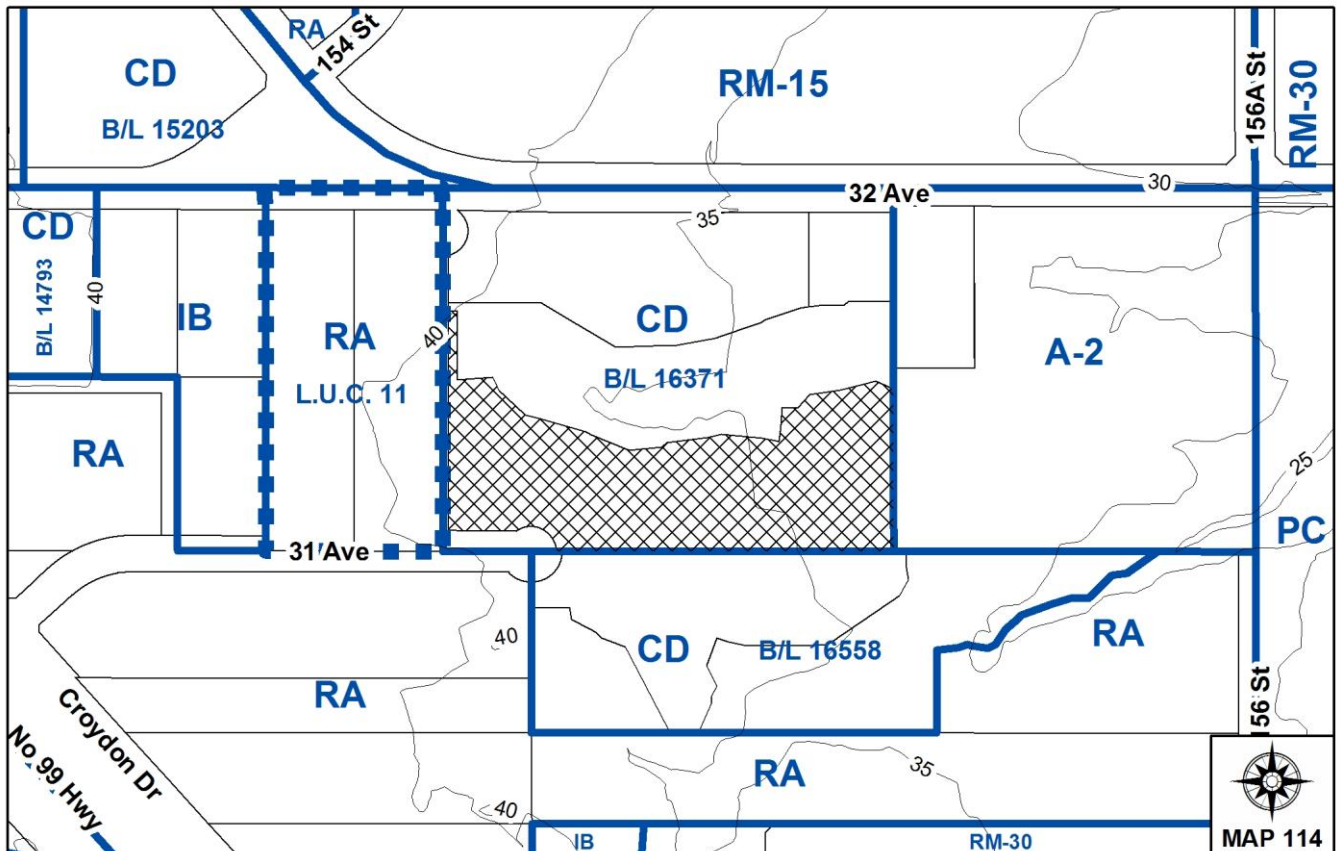 RA
154 St
CD
B/L 15203
RM-15
156A St
RM-30
32 Ave
30
35
CD
B/L 14793
40
IB
RA
L.U.C. 11
40
CD
B/L 16371
A-2
RA
25
PC
31 Ave
40
CD
B/L 16558
RA
RA
Croydon Dr
No 99 Hwy
RA
35
40
IB
RM-30
56 St
MAP 114